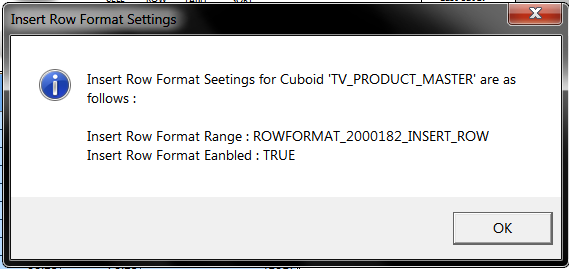 Insert Row Format Settings
Insert Row Format Seetings for Cuboid 'TV_PRODUCT_MASTER' are as
follows :
Insert Row Format Range : ROWFORMAT_2000182_INSERT_ROW
Insert Row Format Eanbled : TRUE
OK